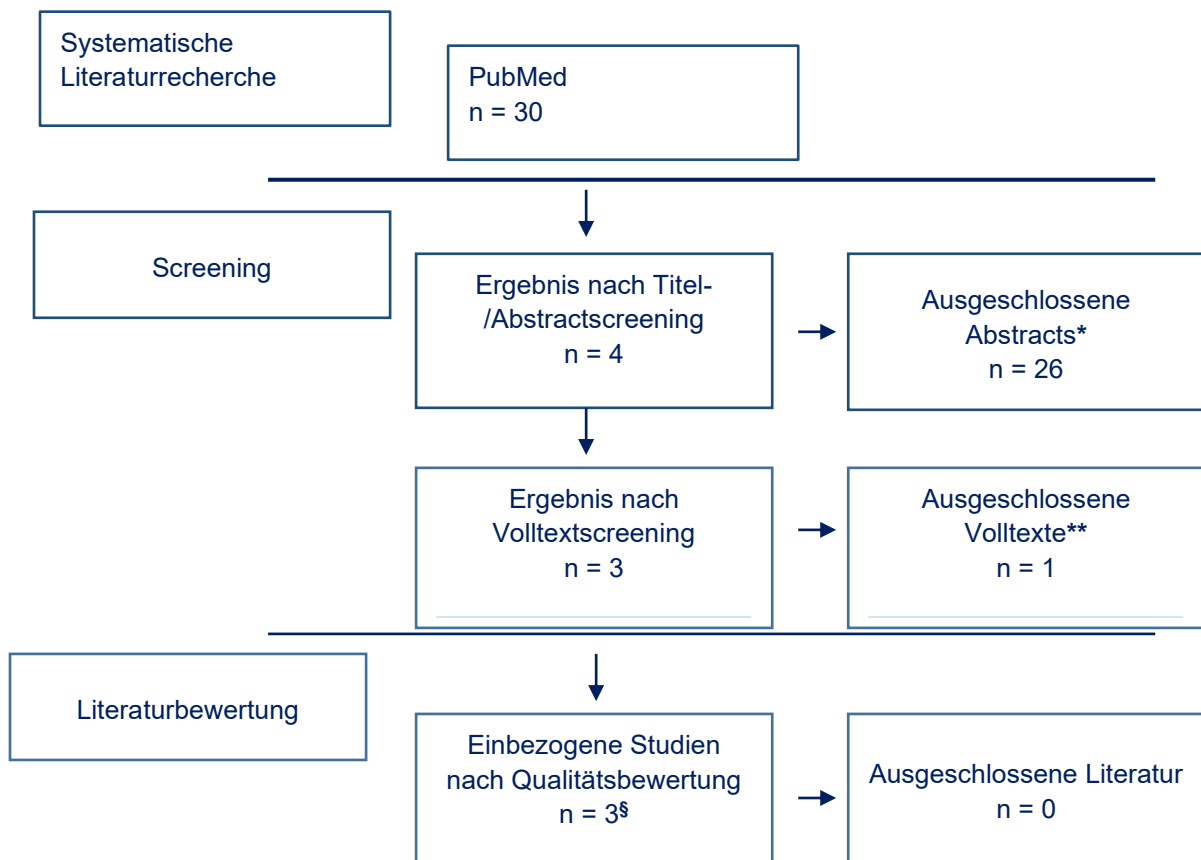 Systematische
Literaturrecherche
PubMed
n = 30
Screening
Ergebnis nach Titel-
/Abstractscreening
n = 4
Ausgeschlossene
Abstracts*
n = 26
Ergebnis nach
Volltextscreening
n = 3
Ausgeschlossene
Volltexte**
n = 1
Literaturbewertung
Einbezogene Studien
nach Qualitätsbewertung
n = 3§
Ausgeschlossene Literatur
n = 0